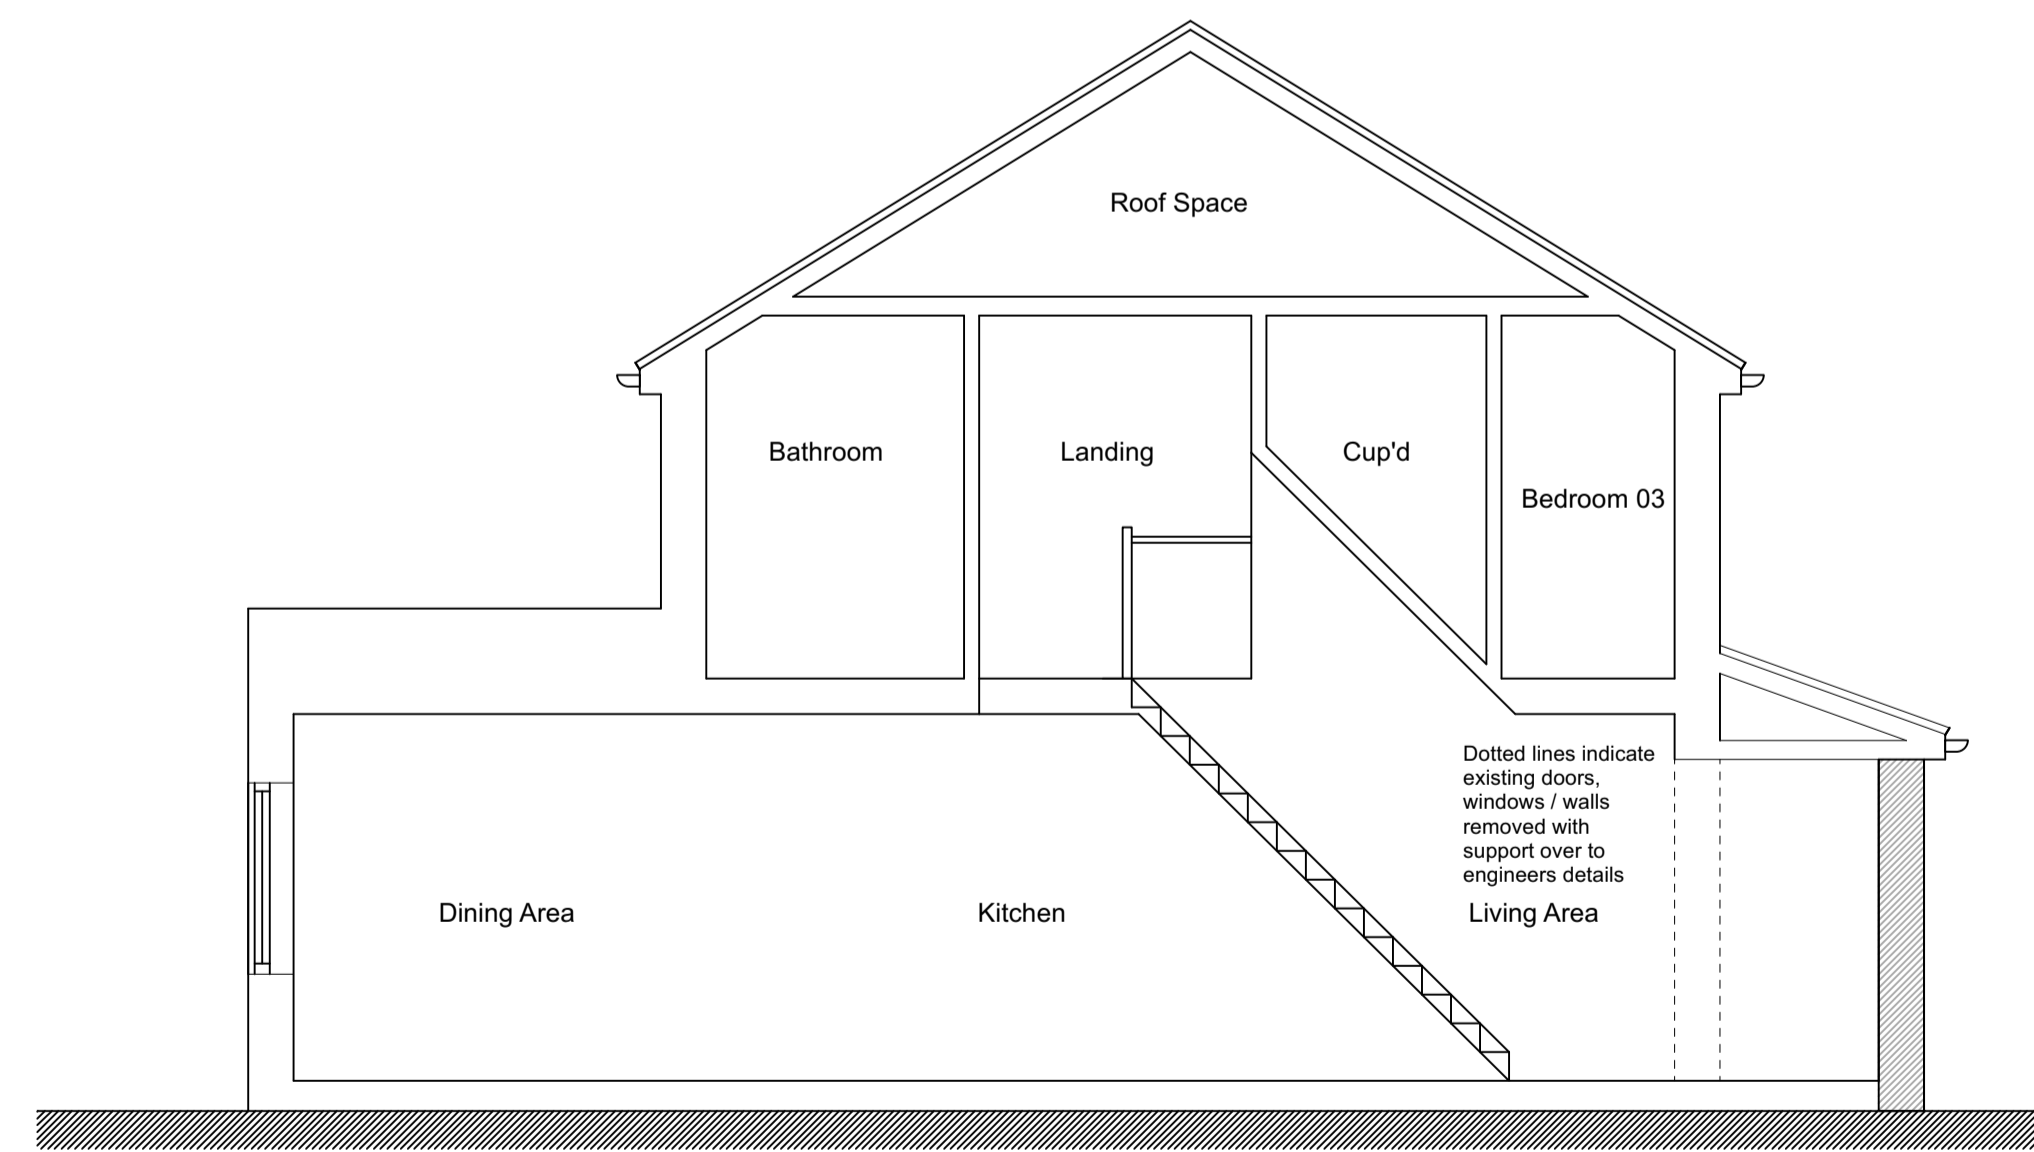 Roof Space
Bathroom
Landing
Cup'd
Bedroom 03
Dotted lines indicate
existing doors,
windows / walls
removed with
support over to
engineers details
Dining Area
Kitchen
Living Area